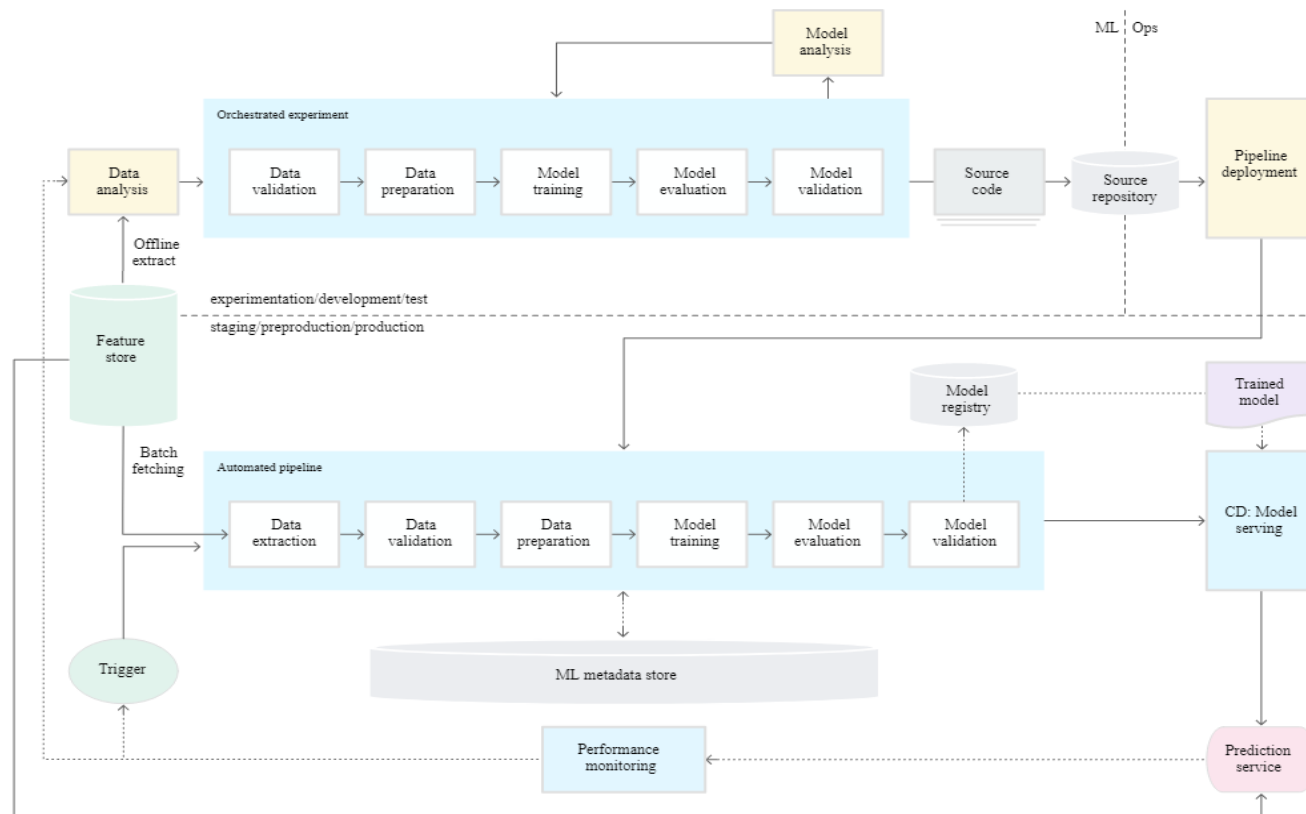 ML
Ops
Model
analysis
Orchestrated experiment
Data
analysis
Data
validation
Data
preparation
Model
training
Model
evaluation
Model
validation
Source
code
Source
repository
Pipeline
deployment
Offline
extract
experimentation/development/test
staging/preproduction/production
Feature
store
Model
registry
Trained
model
Batch
fetching
Automated pipeline
Data
extraction
Data
validation
Data
preparation
Model
training
Model
evaluation
Model
validation
CD: Model
serving
Trigger
ML metadata store
Performance
monitoring
Prediction
service